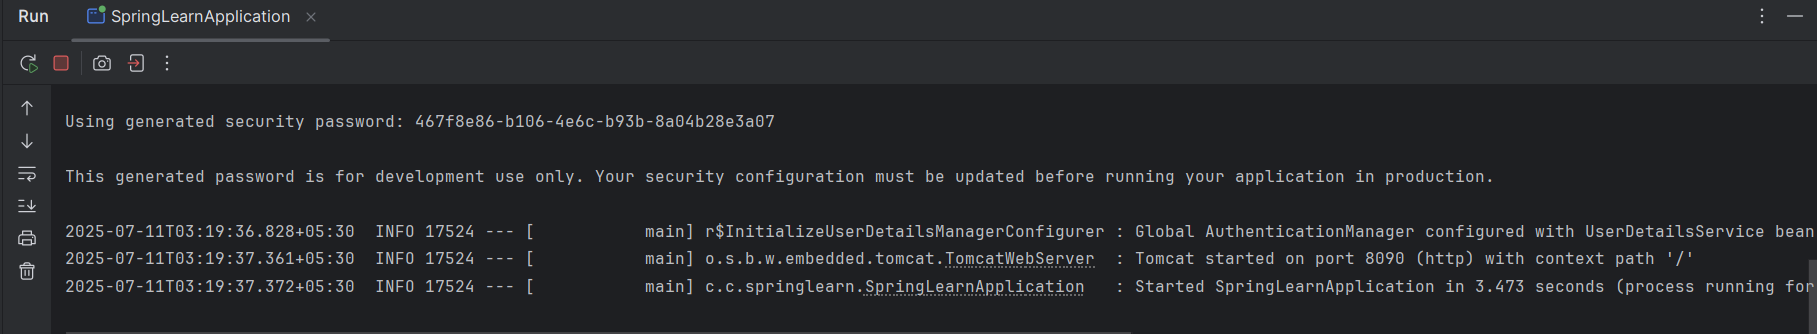 Run SpringLearnApplication
Using generated security password: 467f8e86-b106-4e6c-b93b-8a04b28e3a07
This generated password is for development use only. Your security configuration must be updated before running your application in production.
2025-07-11T03:19:36.828+05:30  INFO 17524 --- [           main] r$InitializeUserDetailsManagerConfigurer : Global AuthenticationManager configured with UserDetailsService bean
2025-07-11T03:19:37.361+05:30  INFO 17524 --- [           main] o.s.b.w.embedded.tomcat.TomcatWebServer  : Tomcat started on port 8090 (http) with context path '/'
2025-07-11T03:19:37.372+05:30  INFO 17524 --- [           main] c.c.springlearn.SpringLearnApplication   : Started SpringLearnApplication in 3.473 seconds (process running for